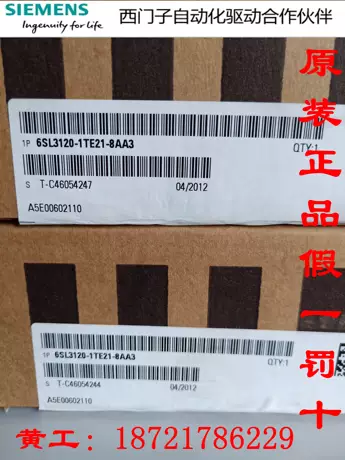 SIEMENS
Ingenuity for life
西门子自动化驱动合作伙伴
原装正品假一罚十
1P 6SL3120-1TE21-8AA3
QTY:1
S T-C46054247 04/2012
A5E00602110
1P 6SL3120-1TE21-8AA3
QTY:1
S T-C46054244 04/2012
A5E00602110
黄工：18721786229